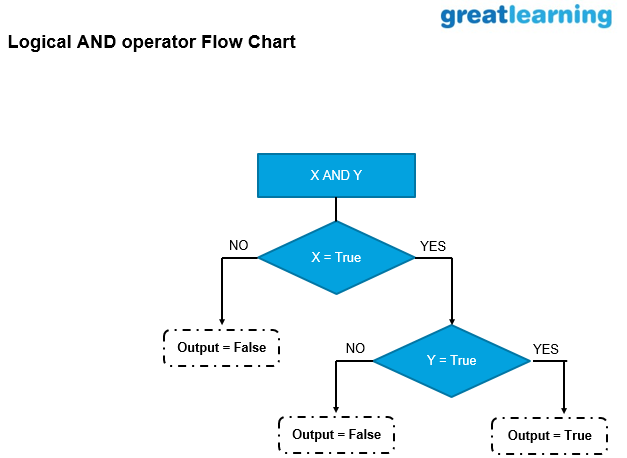 greatlearning
Logical AND operator Flow Chart
X AND Y
NO
YES
X = True
Output = False
NO
YES
Y = True
Output = False
Output = True